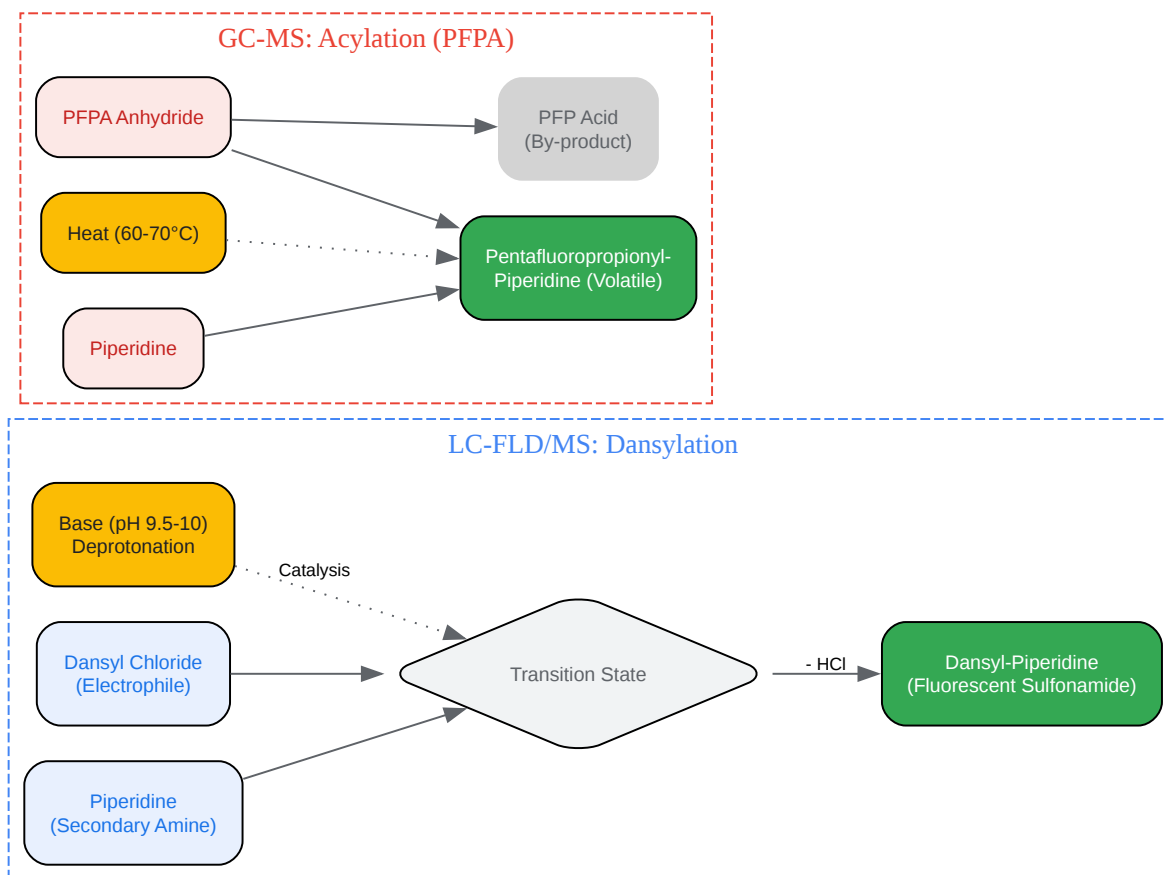 GC-MS: Acylation (PFPA)
PFPA Anhydride
PFP Acid
(By-product)
Heat (60-70°C)
Pentafluoropropionyl-
Piperidine (Volatile)
Piperidine
LC-FLD/MS: Dansylation
Base (pH 9.5-10)
Deprotonation
Catalysis
Dansyl Chloride
(Electrophile)
Transition State
- HCl
Dansyl-Piperidine
(Fluorescent Sulfonamide)
Piperidine
(Secondary Amine)